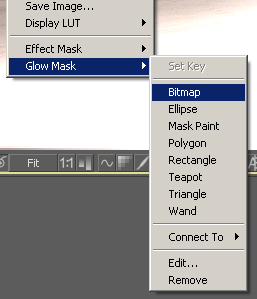 Save Image...
Display LUT
Effect Mask
Glow Mask
Set Key
Bitmap
Ellipse
Mask Paint
Polygon
Rectangle
Teapot
Triangle
Wand
Connect To
Edit...
Remove
Fit
1:1